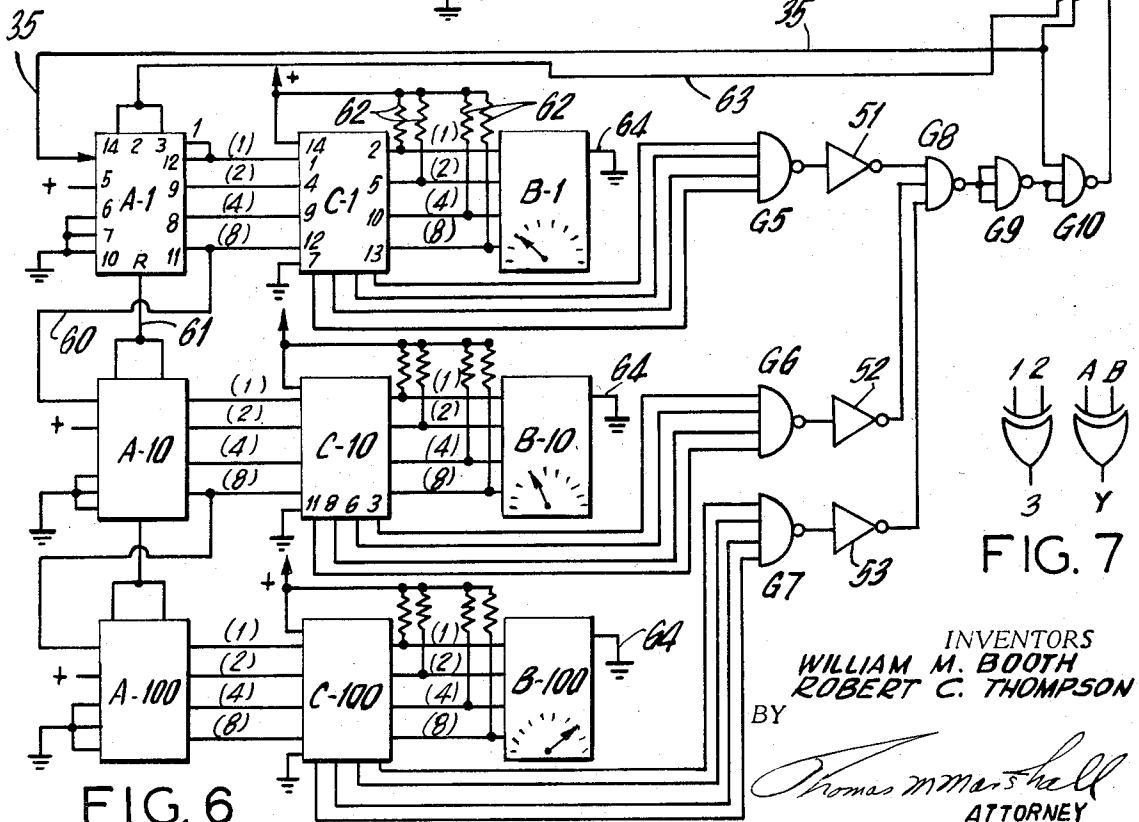 35 35
63
+ 62 62
14 2 3 1 (1) 14 2 (1) 64 51 G8
12 1
+ 5 A-1 9 (2) 4 C-1 5 (2) B-1
6 8 (4) 9 10 (4) G5 G9 G10
7
10 R 11 (8) 12 13 (8)
7
60 61
G6 52
(1) (1) 64
+ A-10 (2) C-10 (2) B-10 1 2 A B
(4) (4)
(8) (8)
11 8 6 3 3 Y
G7 53 FIG. 7
+
(1) (1) 64 INVENTORS
+ A-100 (2) C-100 (2) B-100 WILLIAM M. BOOTH
(4) (4) ROBERT C. THOMPSON
(8) (8) BY
Thomas M Marshall
FIG. 6 ATTORNEY